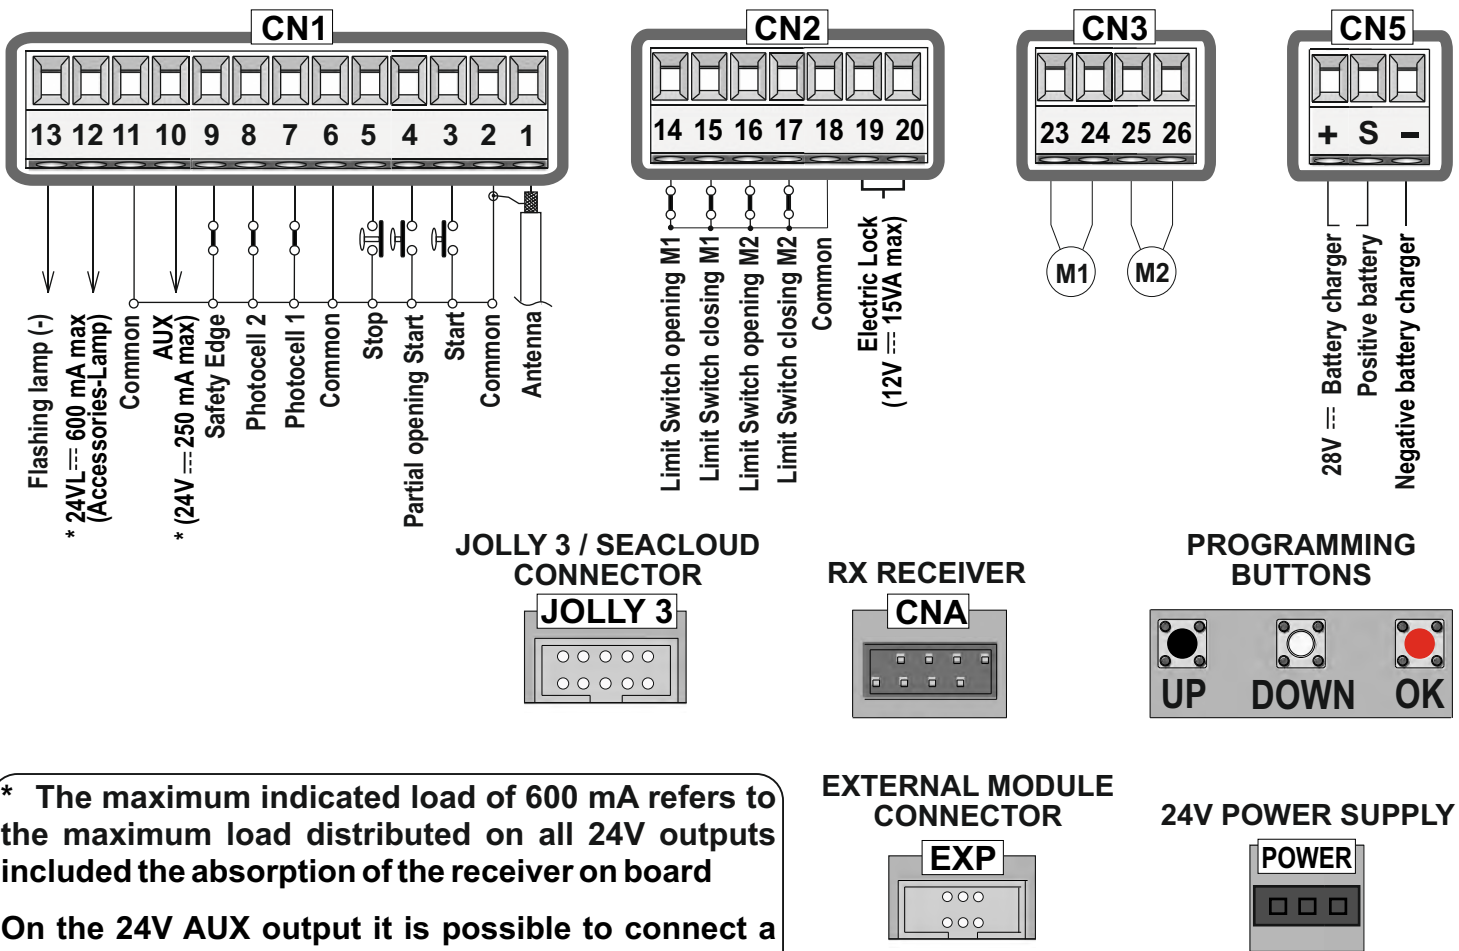 CN1
CN2
CN3
CN5
13 12 11 10 9 8 7 6 5 4 3 2 1
14 15 16 17 18 19 20
23 24 25 26
+ S −
Flashing lamp (-)
* 24VL⎓ 600 mA max
(Accessories-Lamp)
Common
AUX
* (24V ⎓ 250 mA max)
Safety Edge
Photocell 2
Photocell 1
Common
Stop
Partial opening Start
Start
Common
Antenna
Limit Switch opening M1
Limit Switch closing M1
Limit Switch opening M2
Limit Switch closing M2
Common
Electric Lock
(12V ⎓ 15VA max)
M1
M2
28V ⎓ Battery charger
Positive battery
Negative battery charger
JOLLY 3 / SEACLOUD
CONNECTOR
JOLLY 3
RX RECEIVER
CNA
PROGRAMMING
BUTTONS
UP DOWN OK
* The maximum indicated load of 600 mA refers to
the maximum load distributed on all 24V outputs
included the absorption of the receiver on board
On the 24V AUX output it is possible to connect a
EXTERNAL MODULE
CONNECTOR
EXP
24V POWER SUPPLY
POWER